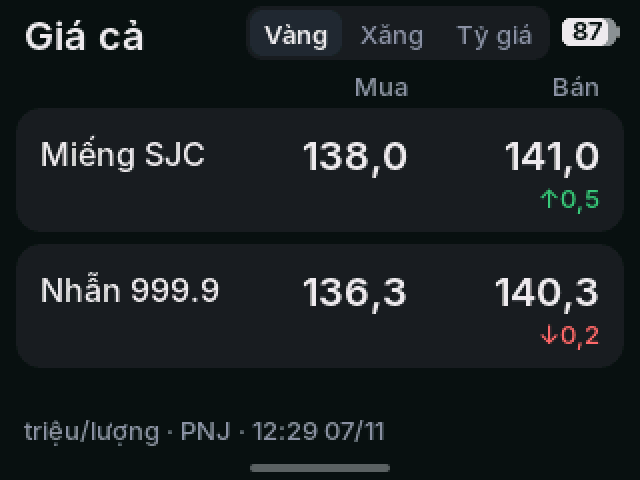 Giá cả Vàng Xăng Tỷ giá 87
Mua Bán
Miếng SJC 138,0 141,0
↑0,5
Nhẫn 999.9 136,3 140,3
↓0,2
triệu/lượng · PNJ · 12:29 07/11